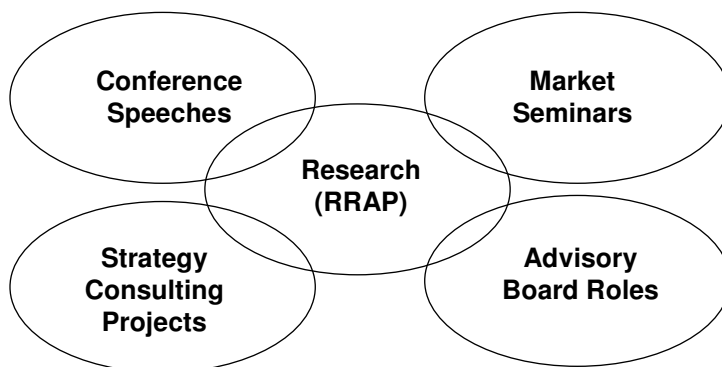 Conference
Speeches
Market
Seminars
Research
(RRAP)
Strategy
Consulting
Projects
Advisory
Board Roles